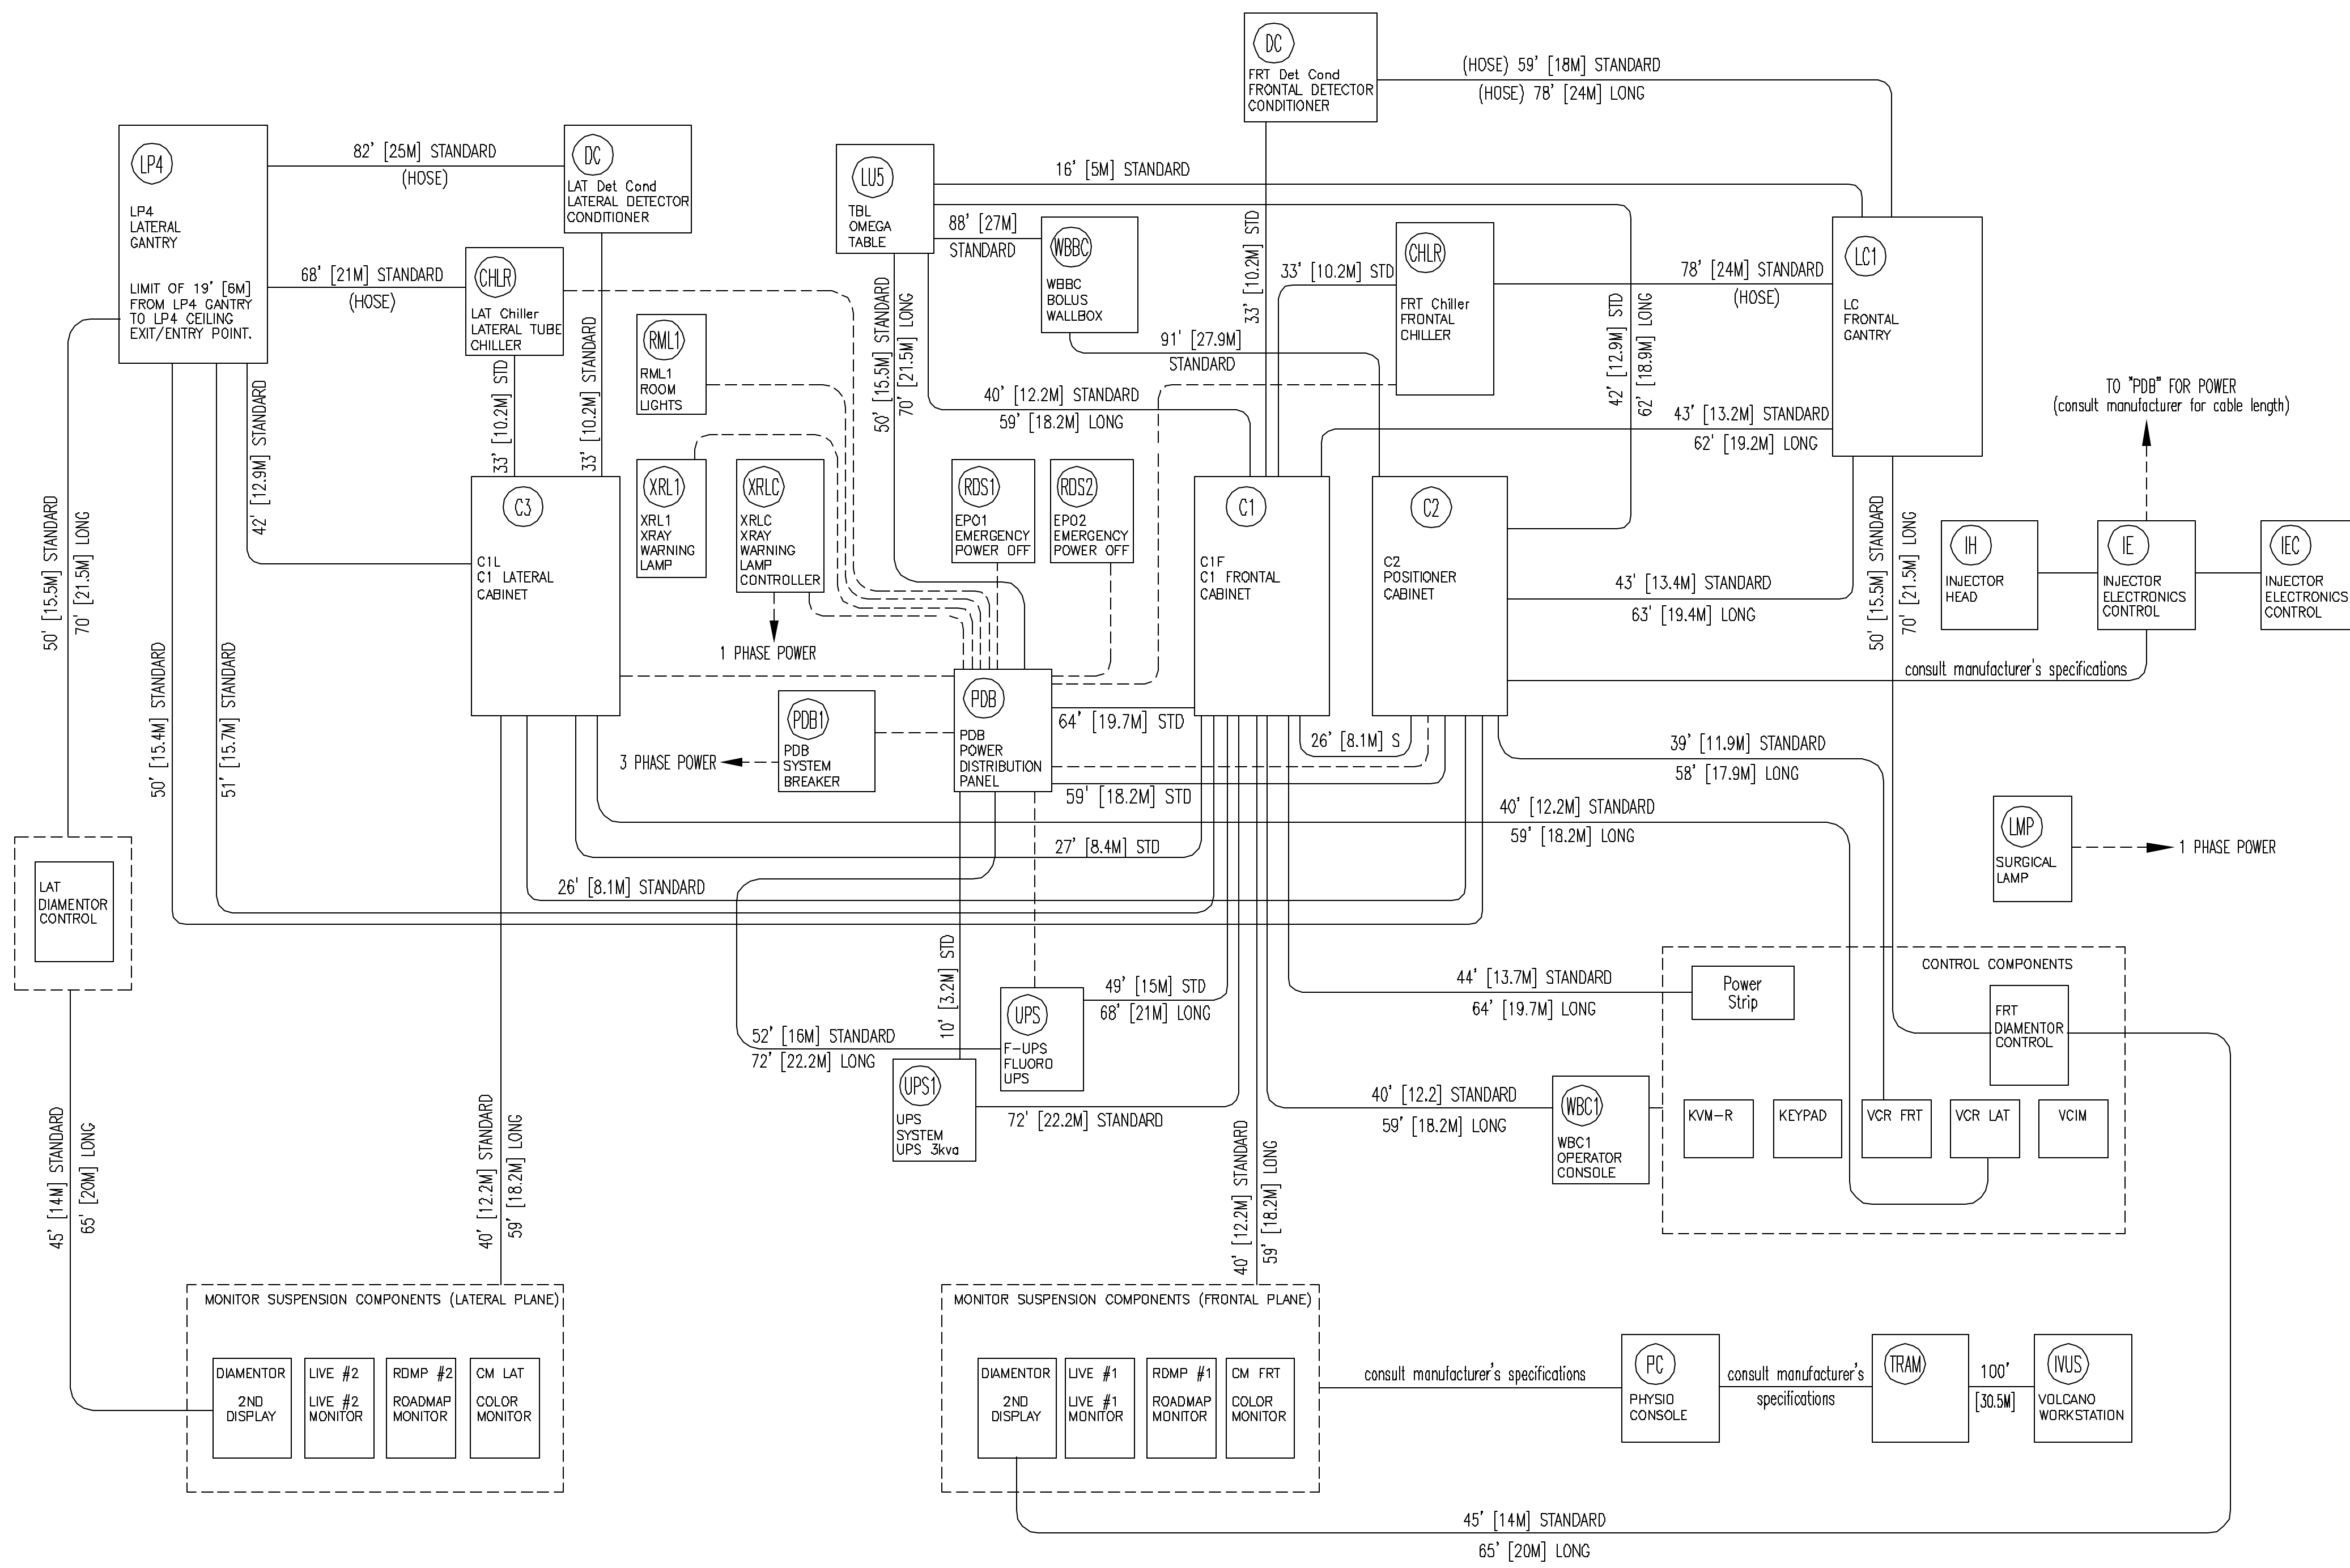 DC
FRT Det Cond
FRONTAL DETECTOR
CONDITIONER
(HOSE) 59' [18M] STANDARD
(HOSE) 78' [24M] LONG
LP4
LP4
LATERAL
GANTRY
LIMIT OF 19' [6M]
FROM LP4 GANTRY
TO LP4 CEILING
EXIT/ENTRY POINT.
82' [25M] STANDARD
(HOSE)
DC
LAT Det Cond
LATERAL DETECTOR
CONDITIONER
68' [21M] STANDARD
(HOSE)
CHLR
LAT Chiller
LATERAL TUBE
CHILLER
LU5
TBL
OMEGA
TABLE
16' [5M] STANDARD
88' [27M]
STANDARD
WBBC
WBBC
BOLUS
WALLBOX
91' [27.9M]
STANDARD
33' [10.2M] STD
33' [10.2M] STD
CHLR
FRT Chiller
FRONTAL
CHILLER
78' [24M] STANDARD
(HOSE)
LC1
LC
FRONTAL
GANTRY
42' [12.9M] STD
62' [18.9M] LONG
43' [13.2M] STANDARD
62' [19.2M] LONG
TO "PDB" FOR POWER
(consult manufacturer for cable length)
RML1
RML1
ROOM
LIGHTS
50' [15.5M] STANDARD
70' [21.5M] LONG
40' [12.2M] STANDARD
59' [18.2M] LONG
42' [12.9M] STANDARD
33' [10.2M] STD
33' [10.2M] STANDARD
C3
C1L
C1 LATERAL
CABINET
XRL1
XRL1
XRAY
WARNING
LAMP
XRLC
XRLC
XRAY
WARNING
LAMP
CONTROLLER
1 PHASE POWER
RDS1
EPO1
EMERGENCY
POWER OFF
RDS2
EPO2
EMERGENCY
POWER OFF
C1
C1F
C1 FRONTAL
CABINET
C2
C2
POSITIONER
CABINET
43' [13.4M] STANDARD
63' [19.4M] LONG
50' [15.5M] STANDARD
70' [21.5M] LONG
IH
INJECTOR
HEAD
IE
INJECTOR
ELECTRONICS
CONTROL
IEC
INJECTOR
ELECTRONICS
CONTROL
consult manufacturer's specifications
50' [15.5M] STANDARD
70' [21.5M] LONG
50' [15.4M] STANDARD
51' [15.7M] STANDARD
PDB1
PDB
SYSTEM
BREAKER
3 PHASE POWER
PDB
PDB
POWER
DISTRIBUTION
PANEL
64' [19.7M] STD
26' [8.1M] S
59' [18.2M] STD
39' [11.9M] STANDARD
58' [17.9M] LONG
40' [12.2M] STANDARD
59' [18.2M] LONG
27' [8.4M] STD
26' [8.1M] STANDARD
LMP
SURGICAL
LAMP
1 PHASE POWER
LAT
DIAMENTOR
CONTROL
10' [3.2M] STD
49' [15M] STD
68' [21M] LONG
UPS
F-UPS
FLUORO
UPS
52' [16M] STANDARD
72' [22.2M] LONG
UPS1
UPS
SYSTEM
UPS 3kva
72' [22.2M] STANDARD
44' [13.7M] STANDARD
64' [19.7M] LONG
CONTROL COMPONENTS
Power
Strip
FRT
DIAMENTOR
CONTROL
40' [12.2] STANDARD
59' [18.2M] LONG
WBC1
WBC1
OPERATOR
CONSOLE
KVM-R
KEYPAD
VCR FRT
VCR LAT
VCIM
45' [14M] STANDARD
65' [20M] LONG
40' [12.2M] STANDARD
59' [18.2M] LONG
40' [12.2M] STANDARD
59' [18.2M] LONG
MONITOR SUSPENSION COMPONENTS (LATERAL PLANE)
DIAMENTOR
2ND
DISPLAY
LIVE #2
LIVE #2
MONITOR
RDMP #2
ROADMAP
MONITOR
CM LAT
COLOR
MONITOR
MONITOR SUSPENSION COMPONENTS (FRONTAL PLANE)
DIAMENTOR
2ND
DISPLAY
LIVE #1
LIVE #1
MONITOR
RDMP #1
ROADMAP
MONITOR
CM FRT
COLOR
MONITOR
consult manufacturer's specifications
PC
PHYSIO
CONSOLE
consult manufacturer's
specifications
TRAM
100'
[30.5M]
IVUS
VOLCANO
WORKSTATION
45' [14M] STANDARD
65' [20M] LONG